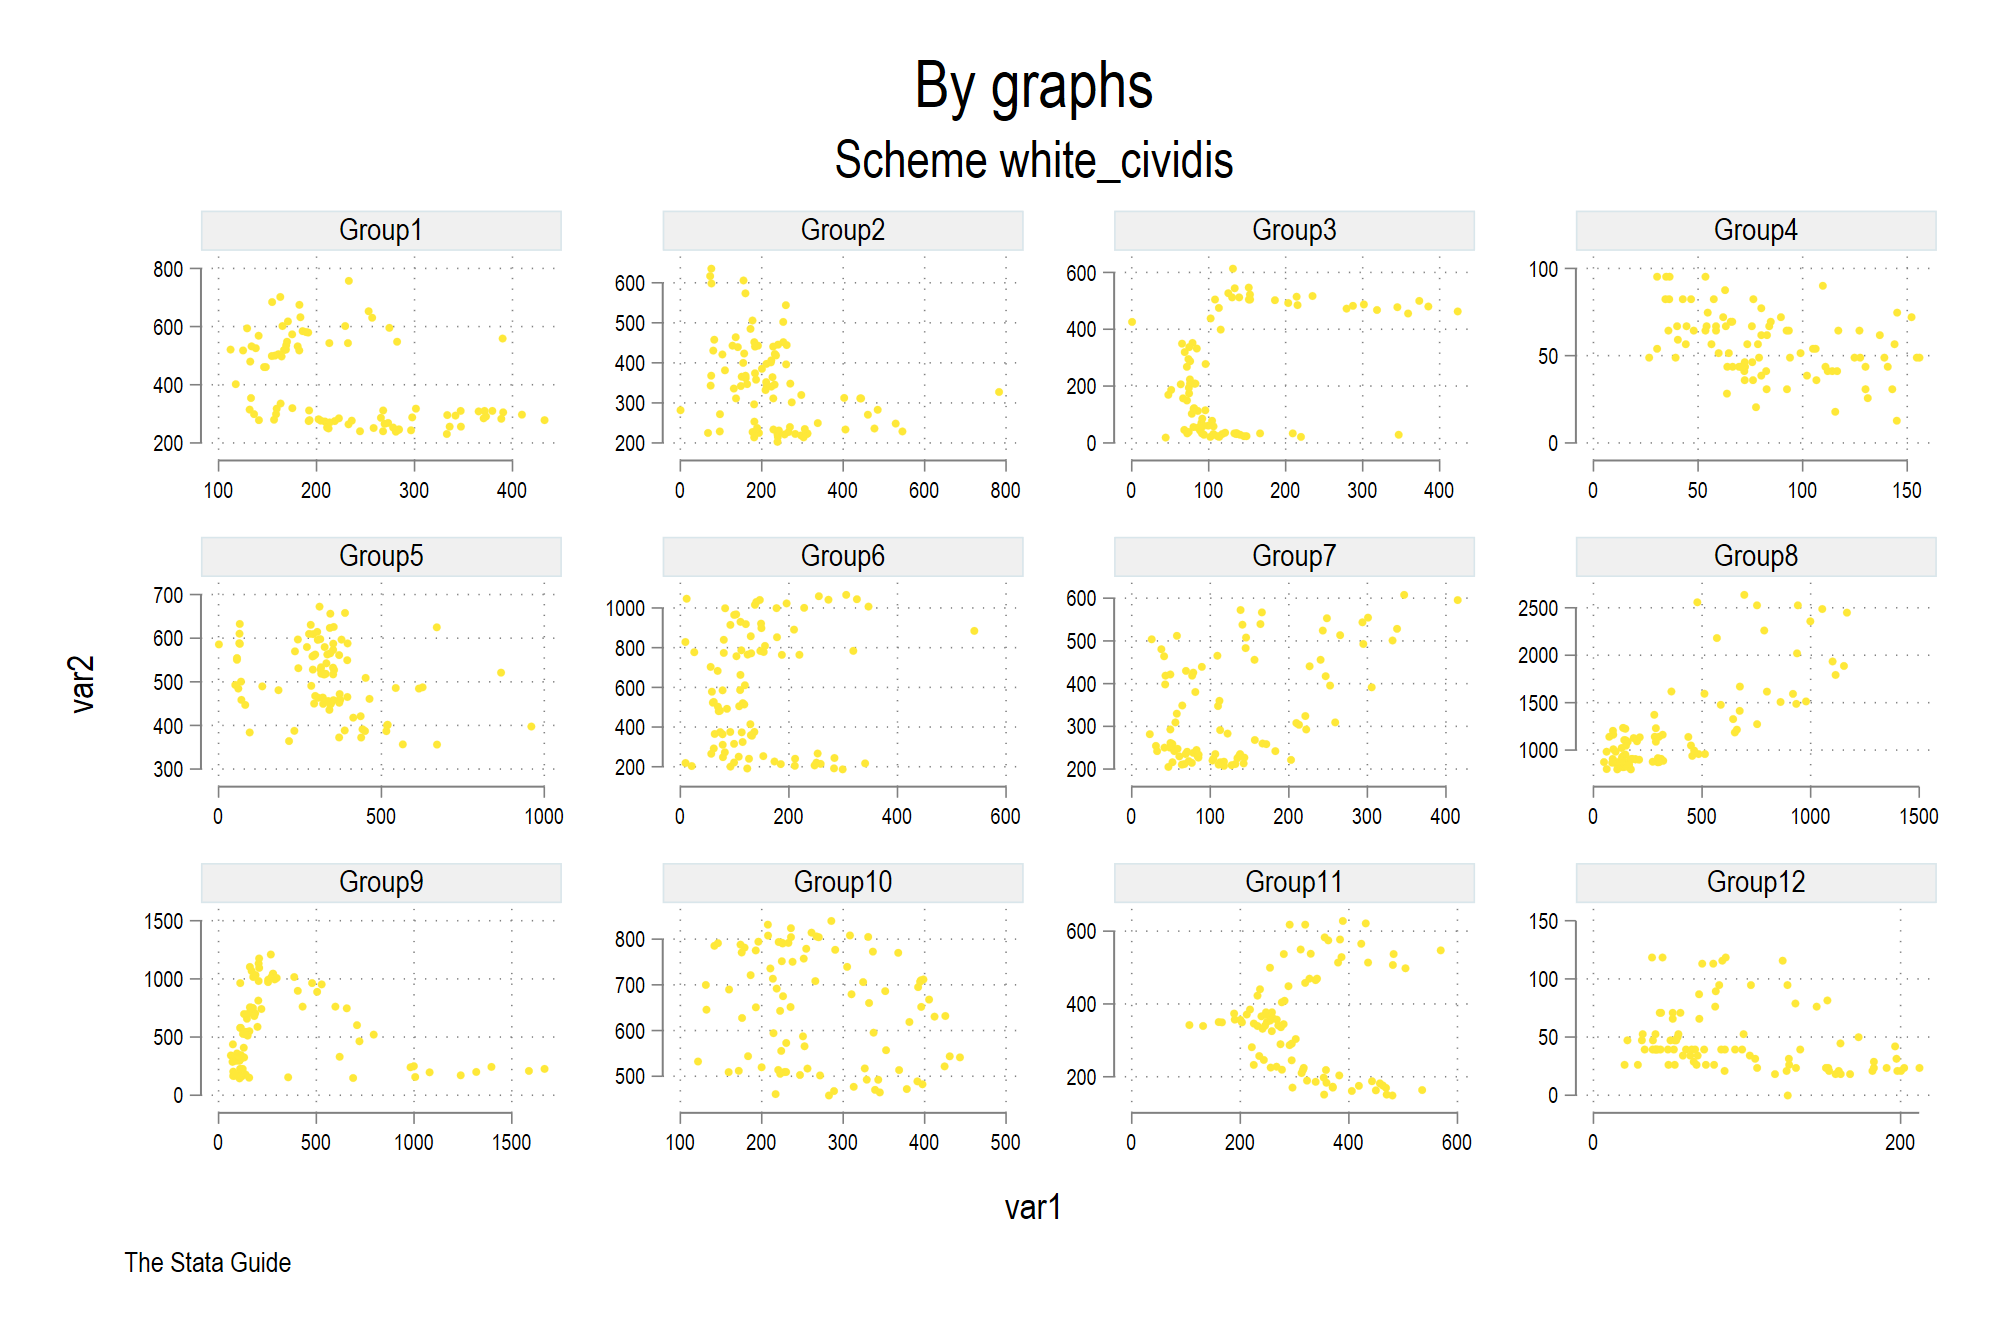 By graphs
Scheme white_cividis
Group1 Group2 Group3 Group4
800
600
400
200
100 200 300 400
600
500
400
300
200
0 200 400 600 800
600
400
200
0
0 100 200 300 400
100
50
0
0 50 100 150
var2
Group5 Group6 Group7 Group8
700
600
500
400
300
0 500 1000
1000
800
600
400
200
0 200 400 600
600
500
400
300
200
0 100 200 300 400
2500
2000
1500
1000
0 500 1000 1500
Group9 Group10 Group11 Group12
1500
1000
500
0
0 500 1000 1500
800
700
600
500
100 200 300 400 500
600
400
200
0 200 400 600
150
100
50
0
0 200
var1
The Stata Guide